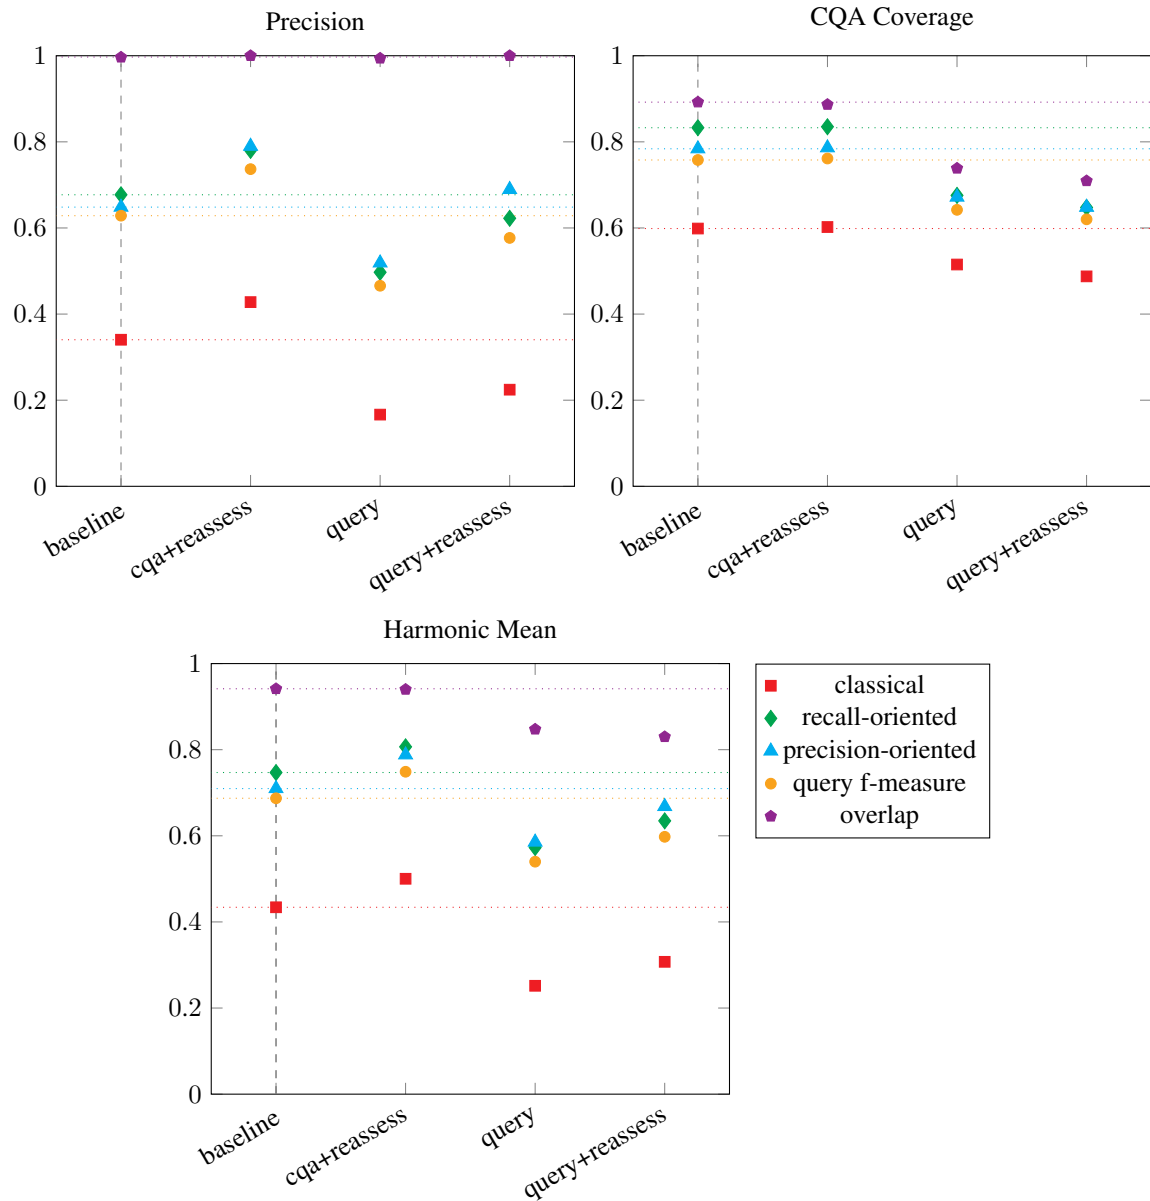 Precision
1
0.8
0.6
0.4
0.2
0
baseline
cqa+reassess
query
query+reassess
CQA Coverage
1
0.8
0.6
0.4
0.2
0
baseline
cqa+reassess
query
query+reassess
Harmonic Mean
1
0.8
0.6
0.4
0.2
0
baseline
cqa+reassess
query
query+reassess
classical
recall-oriented
precision-oriented
query f-measure
overlap